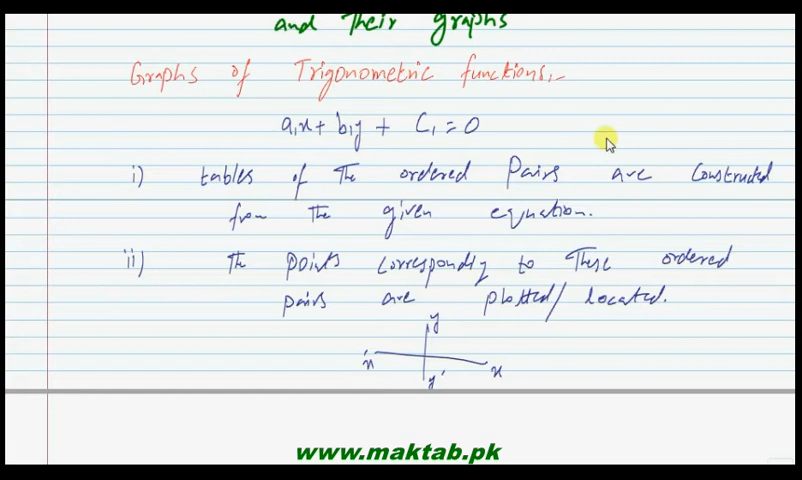 and Their graphs
Graphs of Trigonometric functions:-
a₁x + b₁y + C₁ = 0
i) tables of The ordered Pairs are Constructed
from The given equation.
ii) The points correspondig to These ordered
pairs are plotted/located.
y
x' x
y'
www.maktab.pk